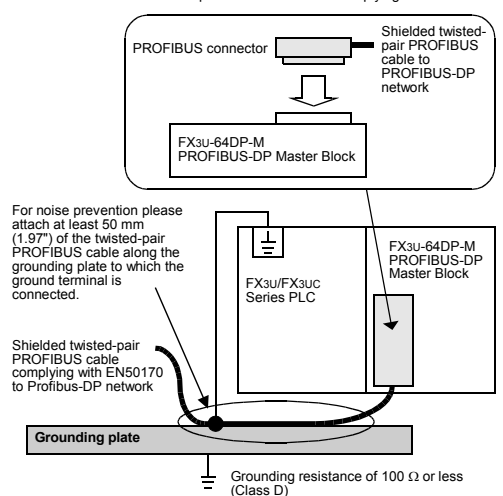 PROFIBUS connector
Shielded twisted-
pair PROFIBUS
cable to
PROFIBUS-DP
network
FX3U-64DP-M
PROFIBUS-DP Master Block
For noise prevention please
attach at least 50 mm
(1.97") of the twisted-pair
PROFIBUS cable along the
grounding plate to which the
ground terminal is
connected.
FX3U/FX3UC
Series PLC
FX3U-64DP-M
PROFIBUS-DP
Master Block
Shielded twisted-pair
PROFIBUS cable
complying with EN50170
to Profibus-DP network
Grounding plate
Grounding resistance of 100 Ω or less
(Class D)